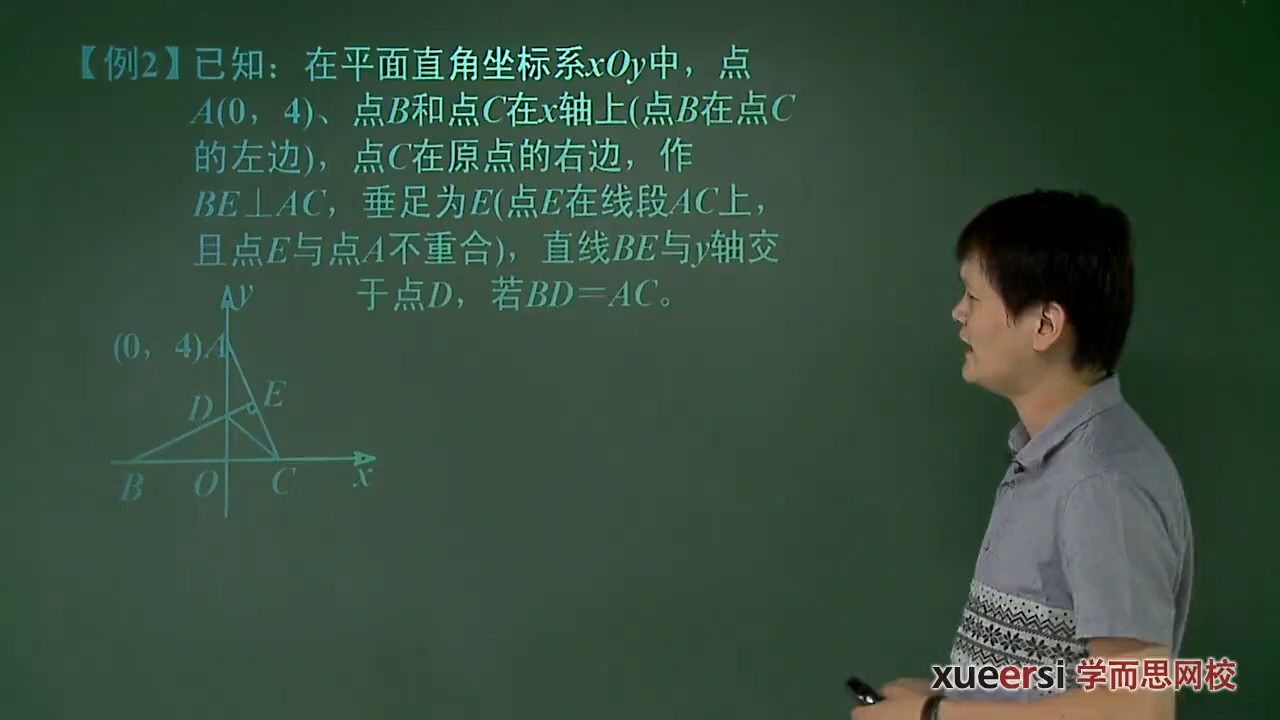 【例2】已知：在平面直角坐标系xOy中，点
A(0，4)、点B和点C在x轴上(点B在点C
的左边)，点C在原点的右边，作
BE⊥AC，垂足为E(点E在线段AC上，
且点E与点A不重合)，直线BE与y轴交
于点D，若BD＝AC。
y
(0，4)A
D
E
B
O
C
x
xueersi 学而思网校